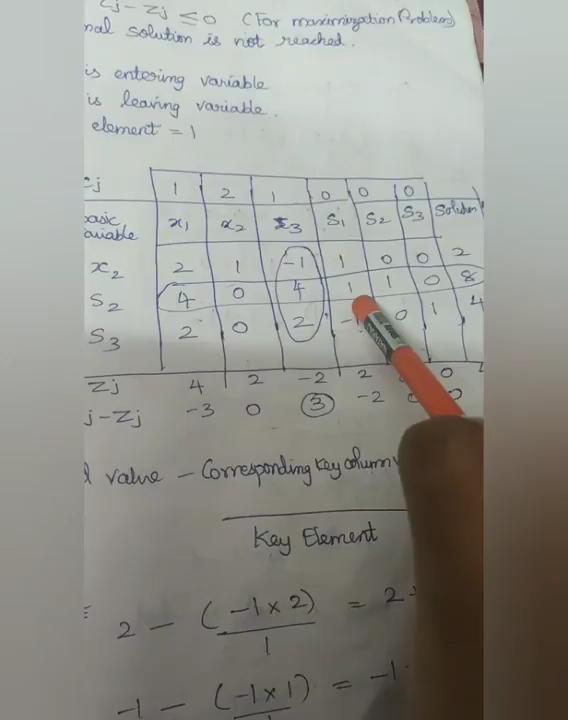 Zj - Zj ≤ 0 (For maximization Problem)
nal solution is not reached.
is entering variable
is leaving variable.
element = 1
cj 1 2 1 0 0 0
basic variable x1 x2 x3 S1 S2 S3 Solution
x2 2 1 -1 1 0 0 2
S2 4 0 4 1 1 0 8
S3 2 0 2 -1 0 1 4
Zj 4 2 -2 2 0
j-Zj -3 0 3 -2 0
value - Corresponding Key column
Key Element
2 - (-1 x 2) = 2
1
-1 - (-1 x 1) = -1